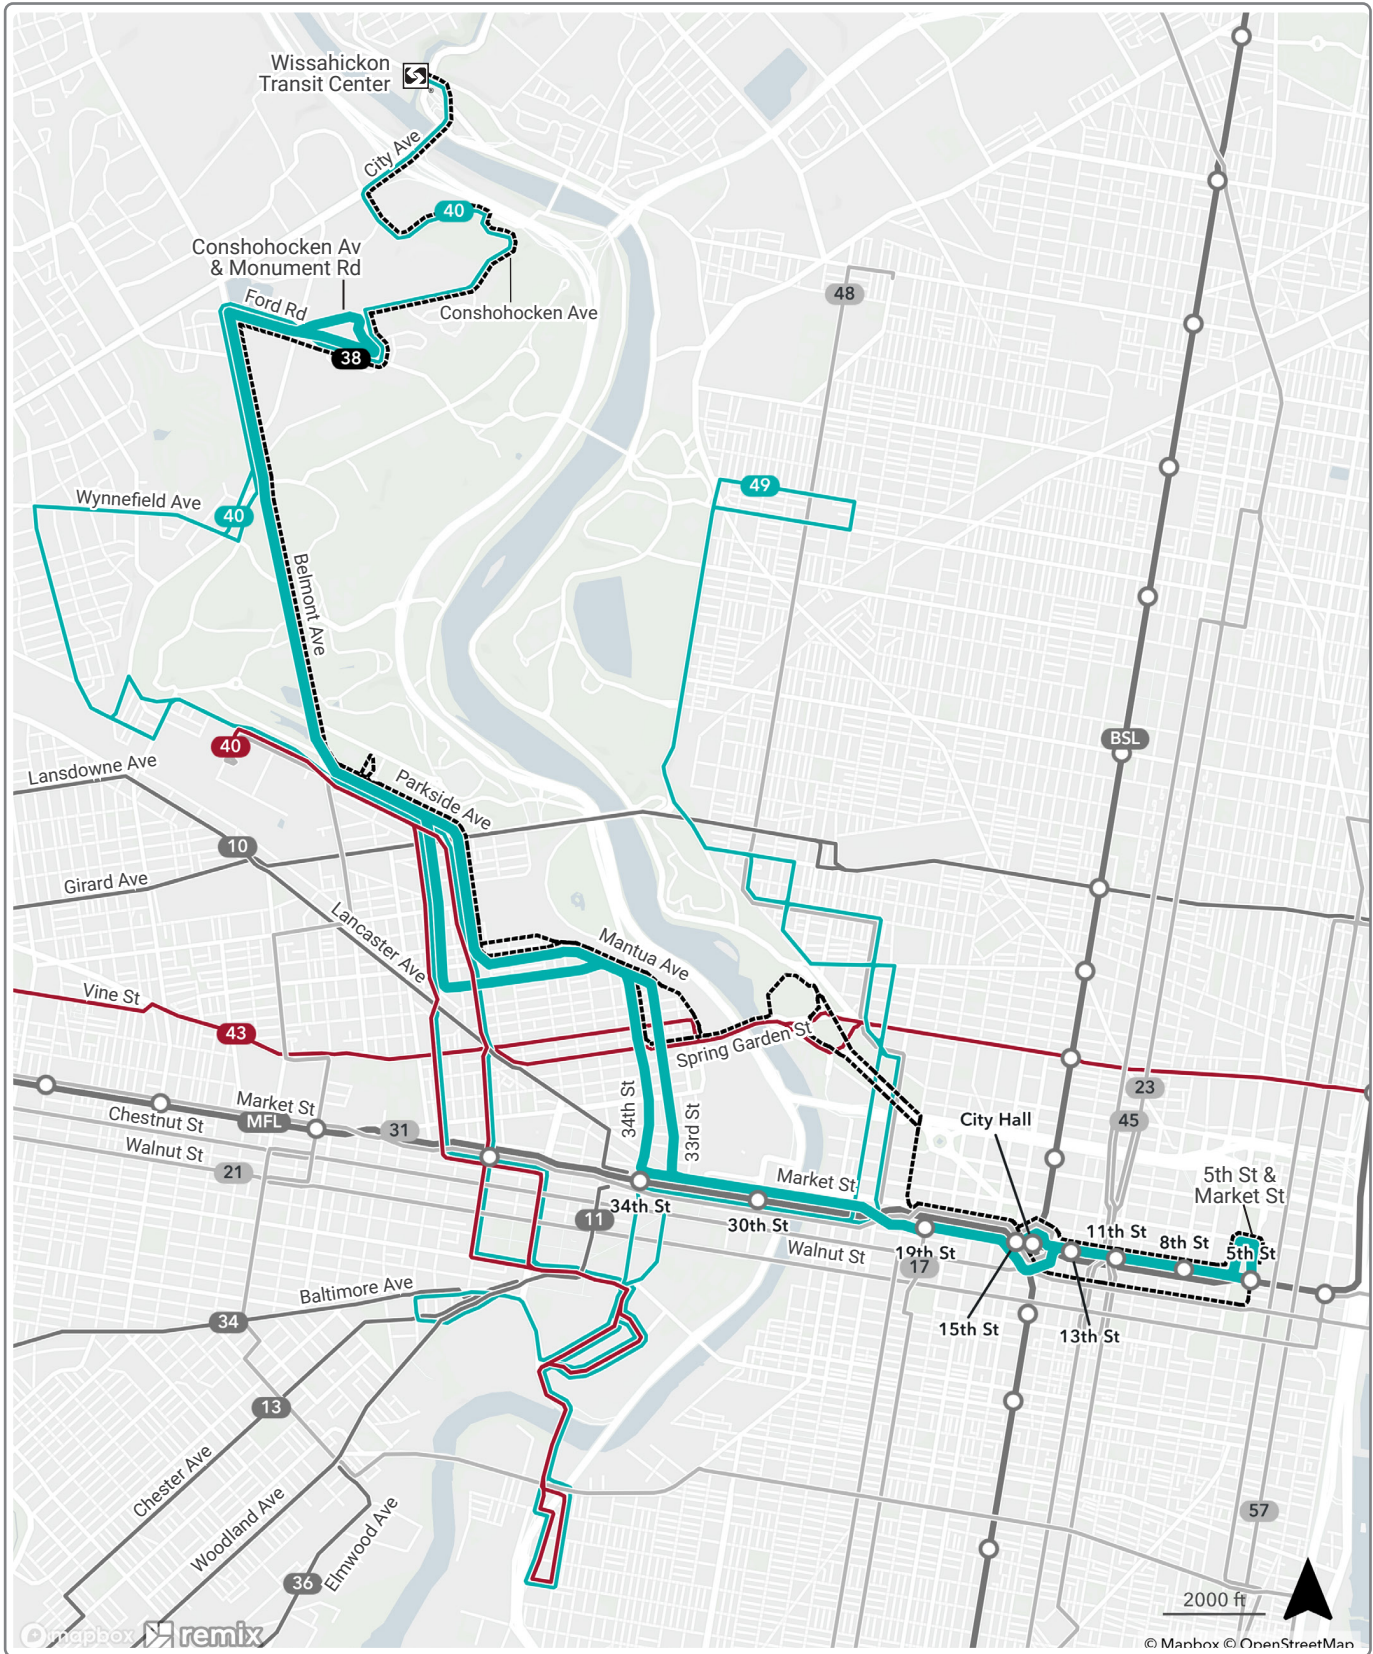 Wissahickon
Transit Center
City Ave
40
Conshohocken Av
& Monument Rd
Ford Rd
Conshohocken Ave
48
38
49
Wynnefield Ave
40
Belmont Ave
BSL
40
Lansdowne Ave
Parkside Ave
10
Girard Ave
Lancaster Ave
Mantua Ave
Vine St
43
Spring Garden St
23
Market St
34th St
33rd St
City Hall
Chestnut St
MFL
31
45
Walnut St
21
Market St
5th St &
Market St
34th St
11
30th St
11th St
8th St
5th St
Walnut St
19th St
17
Baltimore Ave
34
15th St
13th St
13
Chester Ave
Woodland Ave
Elmwood Ave
57
36
2000 ft
mapbox
remix
© Mapbox © OpenStreetMap